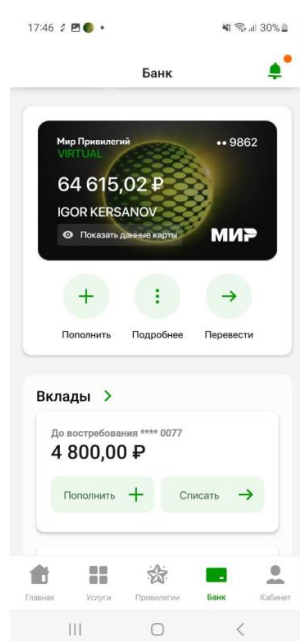 17:46
30%
Банк
Мир Привилегий
VIRTUAL
•• 9862
64 615,02 ₽
IGOR KERSANOV
Показать данные карты
МИР
Пополнить Подробнее Перевести
Вклады >
До востребования **** 0077
4 800,00 ₽
Пополнить + Списать →
Главная Услуги Привилегии Банк Кабинет